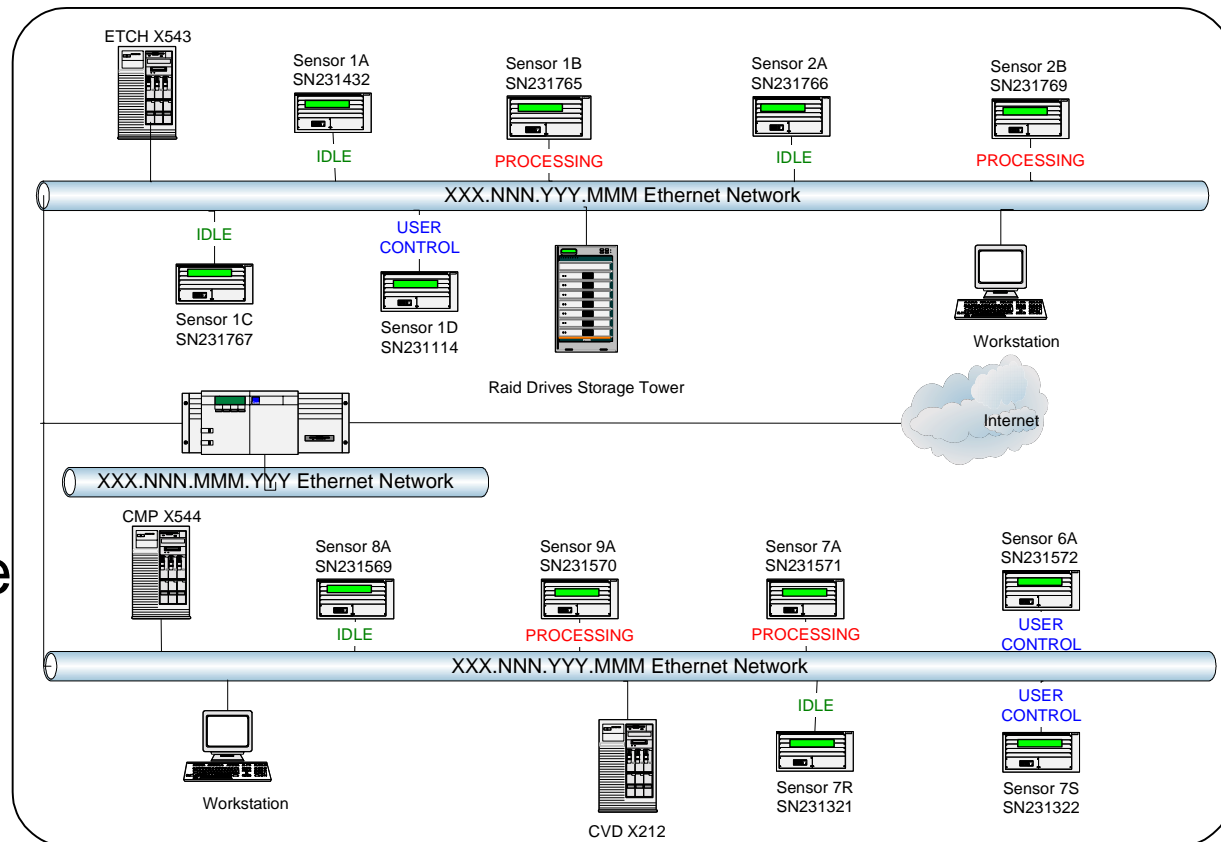 ETCH X543
Sensor 1A
SN231432
Sensor 1B
SN231765
Sensor 2A
SN231766
Sensor 2B
SN231769
IDLE
PROCESSING
IDLE
PROCESSING
XXX.NNN.YYY.MMM Ethernet Network
IDLE
USER
CONTROL
Sensor 1C
SN231767
Sensor 1D
SN231114
Raid Drives Storage Tower
Workstation
Internet
XXX.NNN.MMM.YYY Ethernet Network
CMP X544
Sensor 8A
SN231569
Sensor 9A
SN231570
Sensor 7A
SN231571
Sensor 6A
SN231572
e
IDLE
PROCESSING
PROCESSING
USER
CONTROL
XXX.NNN.YYY.MMM Ethernet Network
IDLE
USER
CONTROL
Workstation
CVD X212
Sensor 7R
SN231321
Sensor 7S
SN231322